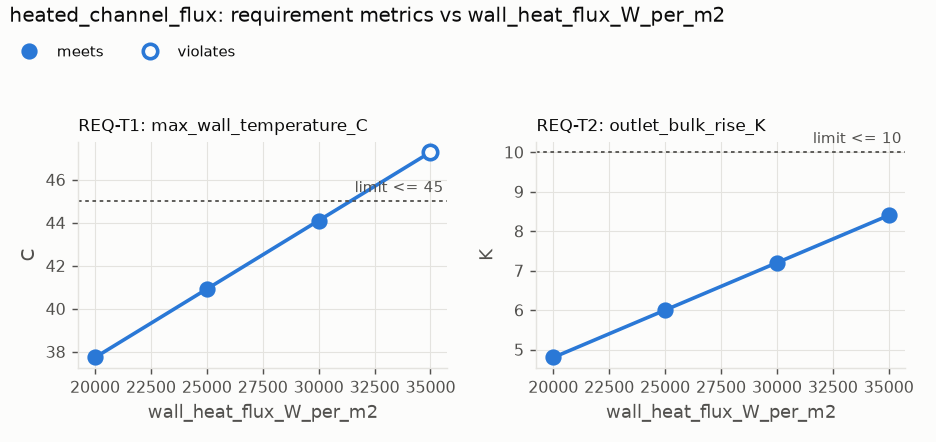 heated_channel_flux: requirement metrics vs wall_heat_flux_W_per_m2
meets
violates
REQ-T1: max_wall_temperature_C
limit <= 45
46
44
42
40
38
C
20000 22500 25000 27500 30000 32500 35000
wall_heat_flux_W_per_m2
REQ-T2: outlet_bulk_rise_K
limit <= 10
10
9
8
7
6
5
K
20000 22500 25000 27500 30000 32500 35000
wall_heat_flux_W_per_m2